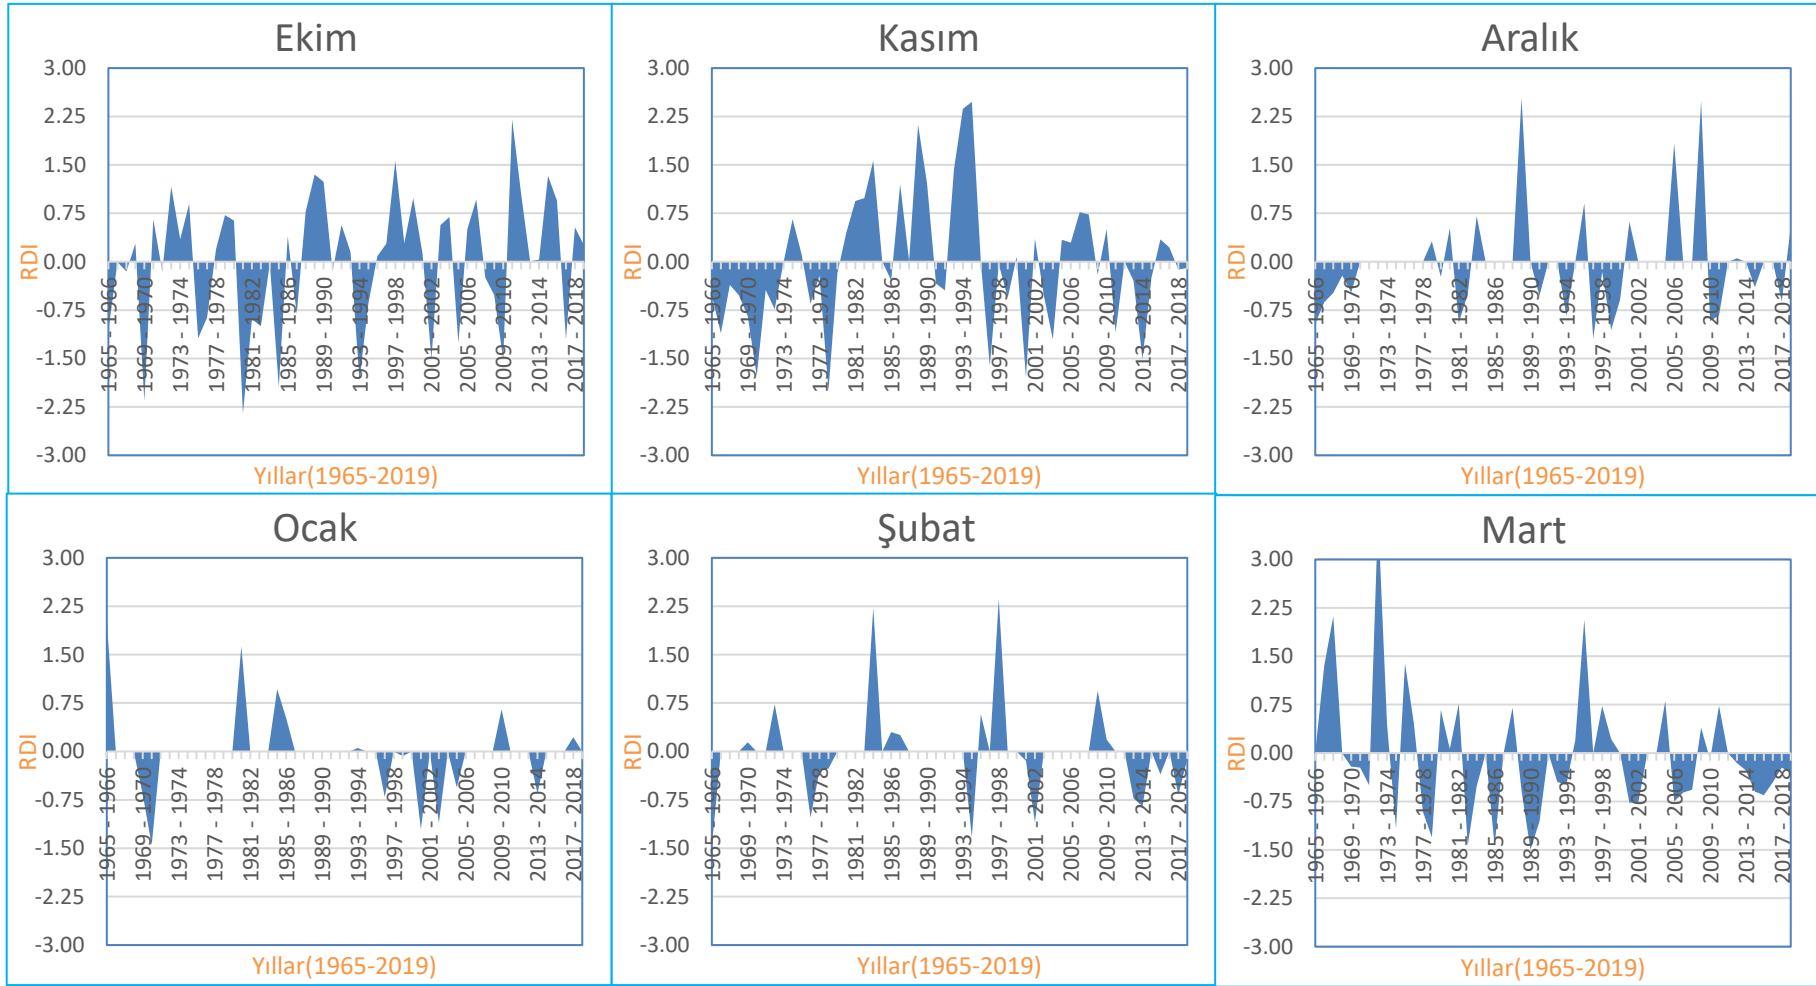 Ekim
3.00
2.25
1.50
0.75
0.00
-0.75
-1.50
-2.25
-3.00
RDI
1965 - 1966
1969 - 1970
1973 - 1974
1977 - 1978
1981 - 1982
1985 - 1986
1989 - 1990
1993 - 1994
1997 - 1998
2001 - 2002
2005 - 2006
2009 - 2010
2013 - 2014
2017 - 2018
Yıllar(1965-2019)
Kasım
3.00
2.25
1.50
0.75
0.00
-0.75
-1.50
-2.25
-3.00
RDI
1965 - 1966
1969 - 1970
1973 - 1974
1977 - 1978
1981 - 1982
1985 - 1986
1989 - 1990
1993 - 1994
1997 - 1998
2001 - 2002
2005 - 2006
2009 - 2010
2013 - 2014
2017 - 2018
Yıllar(1965-2019)
Aralık
3.00
2.25
1.50
0.75
0.00
-0.75
-1.50
-2.25
-3.00
RDI
1965 - 1966
1969 - 1970
1973 - 1974
1977 - 1978
1981 - 1982
1985 - 1986
1989 - 1990
1993 - 1994
1997 - 1998
2001 - 2002
2005 - 2006
2009 - 2010
2013 - 2014
2017 - 2018
Yıllar(1965-2019)
Ocak
3.00
2.25
1.50
0.75
0.00
-0.75
-1.50
-2.25
-3.00
RDI
1965 - 1966
1969 - 1970
1973 - 1974
1977 - 1978
1981 - 1982
1985 - 1986
1989 - 1990
1993 - 1994
1997 - 1998
2001 - 2002
2005 - 2006
2009 - 2010
2013 - 2014
2017 - 2018
Yıllar(1965-2019)
Şubat
3.00
2.25
1.50
0.75
0.00
-0.75
-1.50
-2.25
-3.00
RDI
1965 - 1966
1969 - 1970
1973 - 1974
1977 - 1978
1981 - 1982
1985 - 1986
1989 - 1990
1993 - 1994
1997 - 1998
2001 - 2002
2005 - 2006
2009 - 2010
2013 - 2014
2017 - 2018
Yıllar(1965-2019)
Mart
3.00
2.25
1.50
0.75
0.00
-0.75
-1.50
-2.25
-3.00
RDI
1965 - 1966
1969 - 1970
1973 - 1974
1977 - 1978
1981 - 1982
1985 - 1986
1989 - 1990
1993 - 1994
1997 - 1998
2001 - 2002
2005 - 2006
2009 - 2010
2013 - 2014
2017 - 2018
Yıllar(1965-2019)